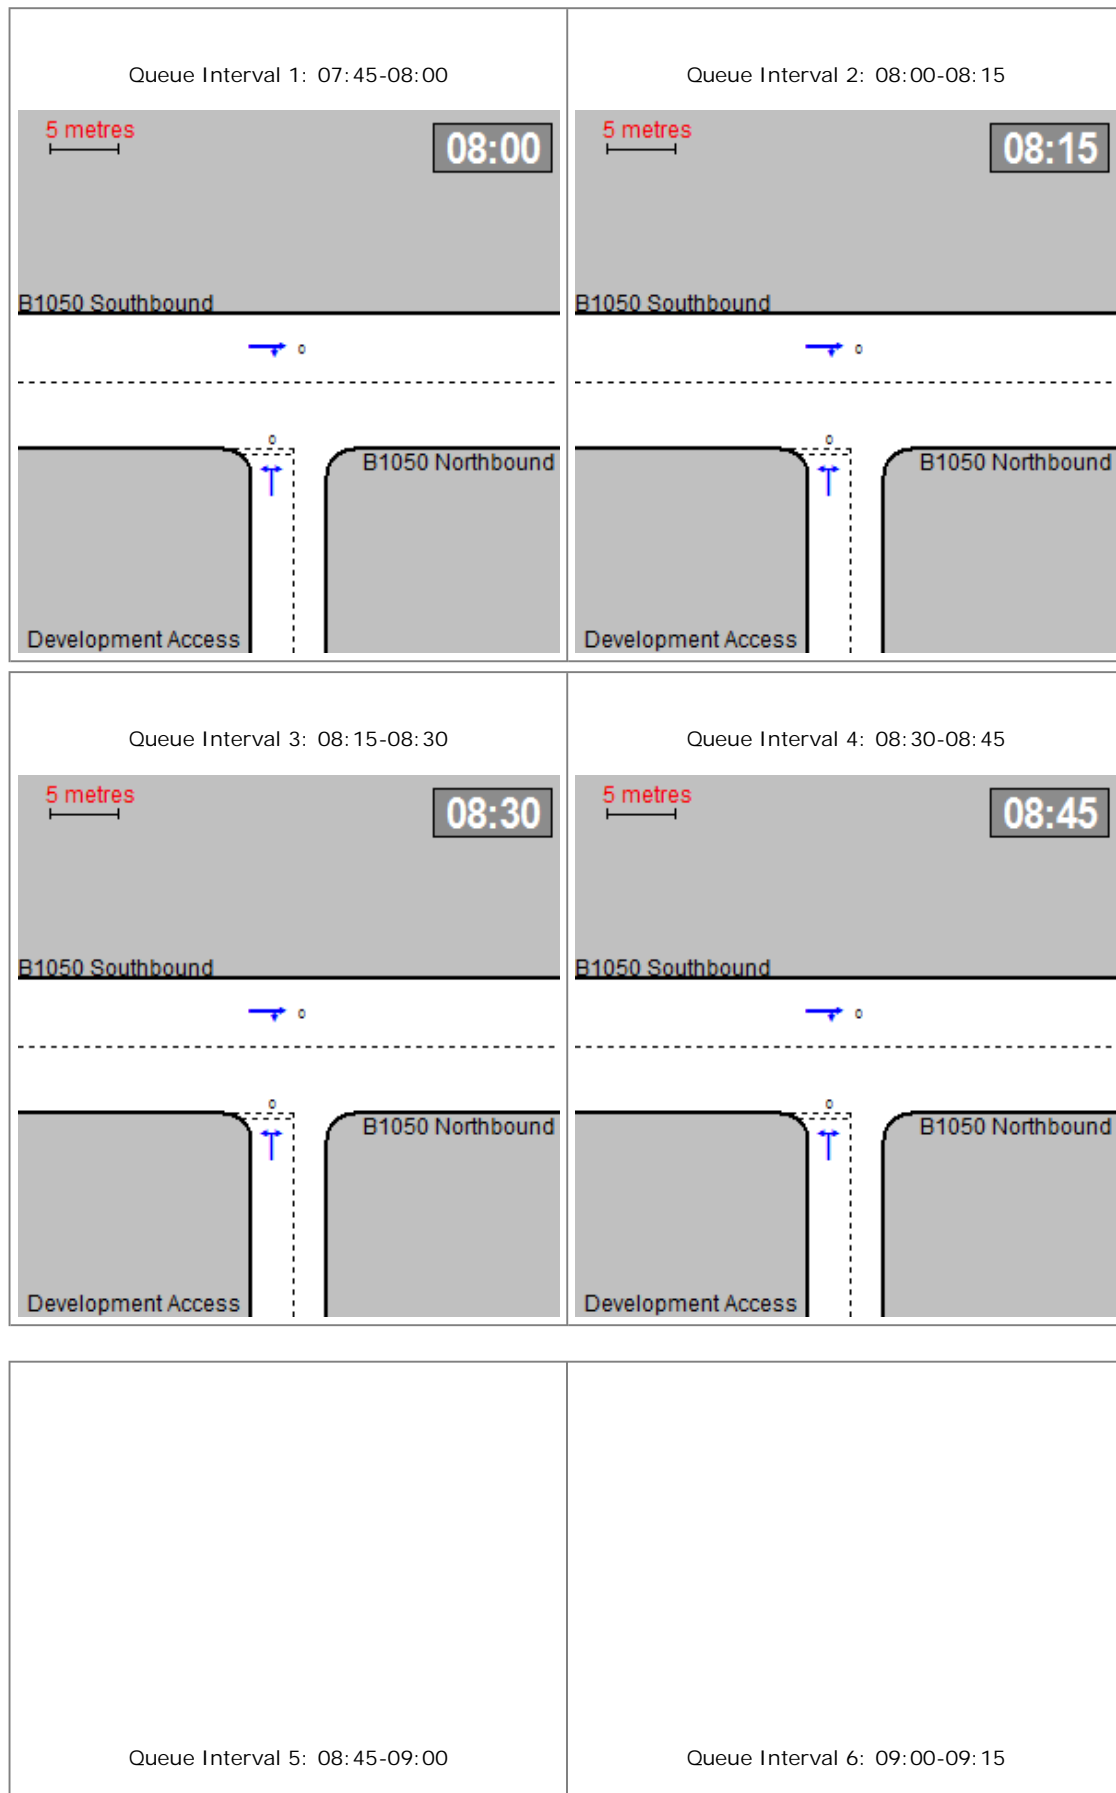 Queue Interval 1: 07:45-08:00
5 metres
08:00
B1050 Southbound
0
0
B1050 Northbound
Development Access
Queue Interval 2: 08:00-08:15
5 metres
08:15
B1050 Southbound
0
0
B1050 Northbound
Development Access
Queue Interval 3: 08:15-08:30
5 metres
08:30
B1050 Southbound
0
0
B1050 Northbound
Development Access
Queue Interval 4: 08:30-08:45
5 metres
08:45
B1050 Southbound
0
0
B1050 Northbound
Development Access
Queue Interval 5: 08:45-09:00
Queue Interval 6: 09:00-09:15